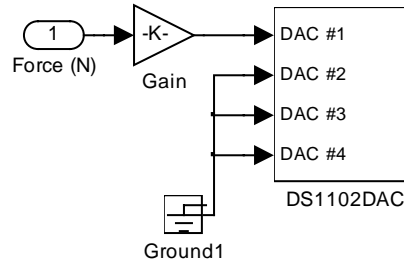 1
-K-
DAC #1
Force (N)
DAC #2
Gain
DAC #3
DAC #4
DS1102DAC
Ground1